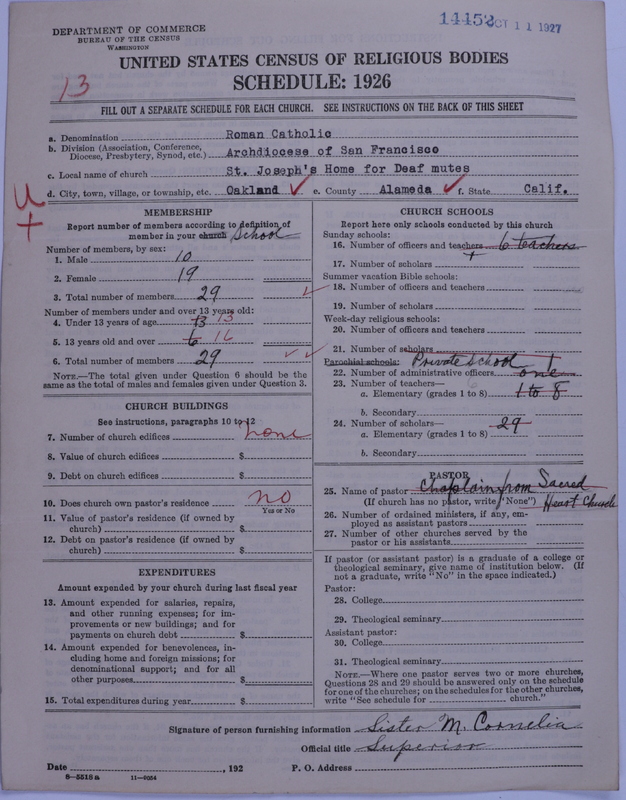 14452 OCT 11 1927
DEPARTMENT OF COMMERCE
BUREAU OF THE CENSUS
WASHINGTON
UNITED STATES CENSUS OF RELIGIOUS BODIES
SCHEDULE: 1926
13
FILL OUT A SEPARATE SCHEDULE FOR EACH CHURCH. SEE INSTRUCTIONS ON THE BACK OF THIS SHEET
a. Denomination Roman Catholic
b. Division (Association, Conference, Diocese, Presbytery, Synod, etc.) Archdiocese of San Francisco
c. Local name of church St. Joseph's Home for Deaf mutes
d. City, town, village, or township, etc. Oakland e. County Alameda f. State Calif.
MEMBERSHIP
Report number of members according to definition of
member in your church School
Number of members, by sex:
1. Male 10
2. Female 19
3. Total number of members 29
Number of members under and over 13 years old:
4. Under 13 years of age 13 13
5. 13 years old and over 6 16
6. Total number of members 29
NOTE.—The total given under Question 6 should be
same as the total of males and females given under Question 3.
CHURCH BUILDINGS
See instructions, paragraphs 10 to 12
7. Number of church edifices none
8. Value of church edifices $
9. Debt on church edifices $
10. Does church own pastor's residence no
Yes or No
11. Value of pastor's residence (if owned by
church) $
12. Debt on pastor's residence (if owned by
church) $
EXPENDITURES
Amount expended by your church during last fiscal year
13. Amount expended for salaries, repairs,
and other running expenses; for im-
provements or new buildings; and for
payments on church debt $
14. Amount expended for benevolences, in-
cluding home and foreign missions; for
denominational support; and for all
other purposes $
15. Total expenditures during year $
CHURCH SCHOOLS
Report here only schools conducted by this church
Sunday schools:
16. Number of officers and teachers 6 teachers
17. Number of scholars
Summer vacation Bible schools:
18. Number of officers and teachers
19. Number of scholars
Week-day religious schools:
20. Number of officers and teachers
21. Number of scholars
Parochial schools: Private School
22. Number of administrative officers one
23. Number of teachers—
a. Elementary (grades 1 to 8) 1 to 8
b. Secondary
24. Number of scholars— 29
a. Elementary (grades 1 to 8)
b. Secondary
PASTOR
25. Name of pastor Chaplain from Sacred
(If church has no pastor, write "None") Heart Church
26. Number of ordained ministers, if any, em-
ployed as assistant pastors
27. Number of other churches served by the
pastor or his assistants
If pastor (or assistant pastor) is a graduate of a college or
theological seminary, give name of institution below. (If
not a graduate, write "No" in the space indicated.)
Pastor:
28. College
29. Theological seminary
Assistant pastor:
30. College
31. Theological seminary
NOTE.—Where one pastor serves two or more churches,
Questions 28 and 29 should be answered only on the schedule
for one of the churches; on the schedules for the other churches,
write "See schedule for church."
Signature of person furnishing information Sister M. Cornelia
Official title Superior
Date , 192 P. O. Address
8—5518a 11—9064